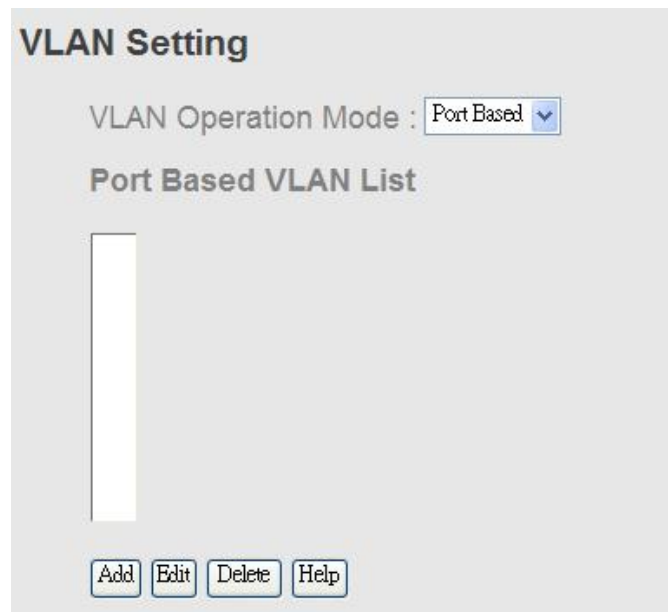 VLAN Setting
VLAN Operation Mode : Port Based
Port Based VLAN List
Add Edit Delete Help